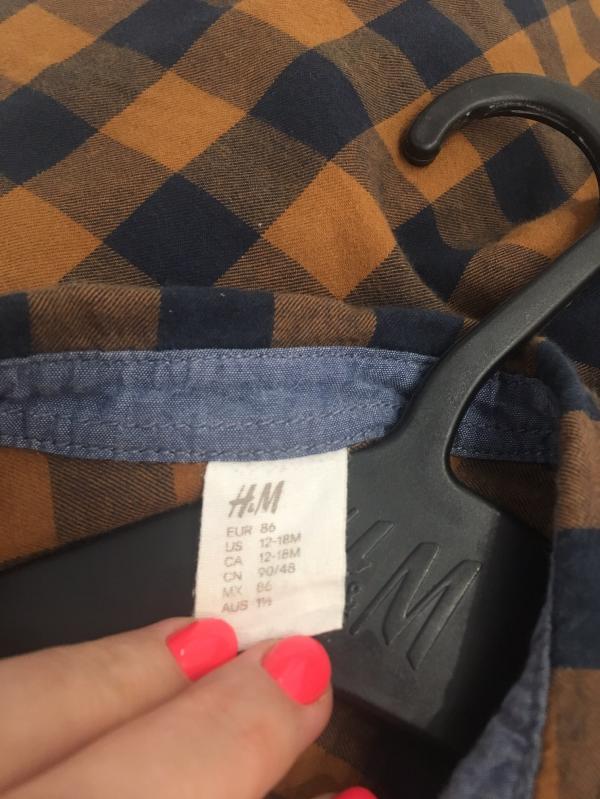 H&M
EUR 86
US 12-18M
CA 12-18M
CN 90/48
MX 86
AUS 1½
H&M